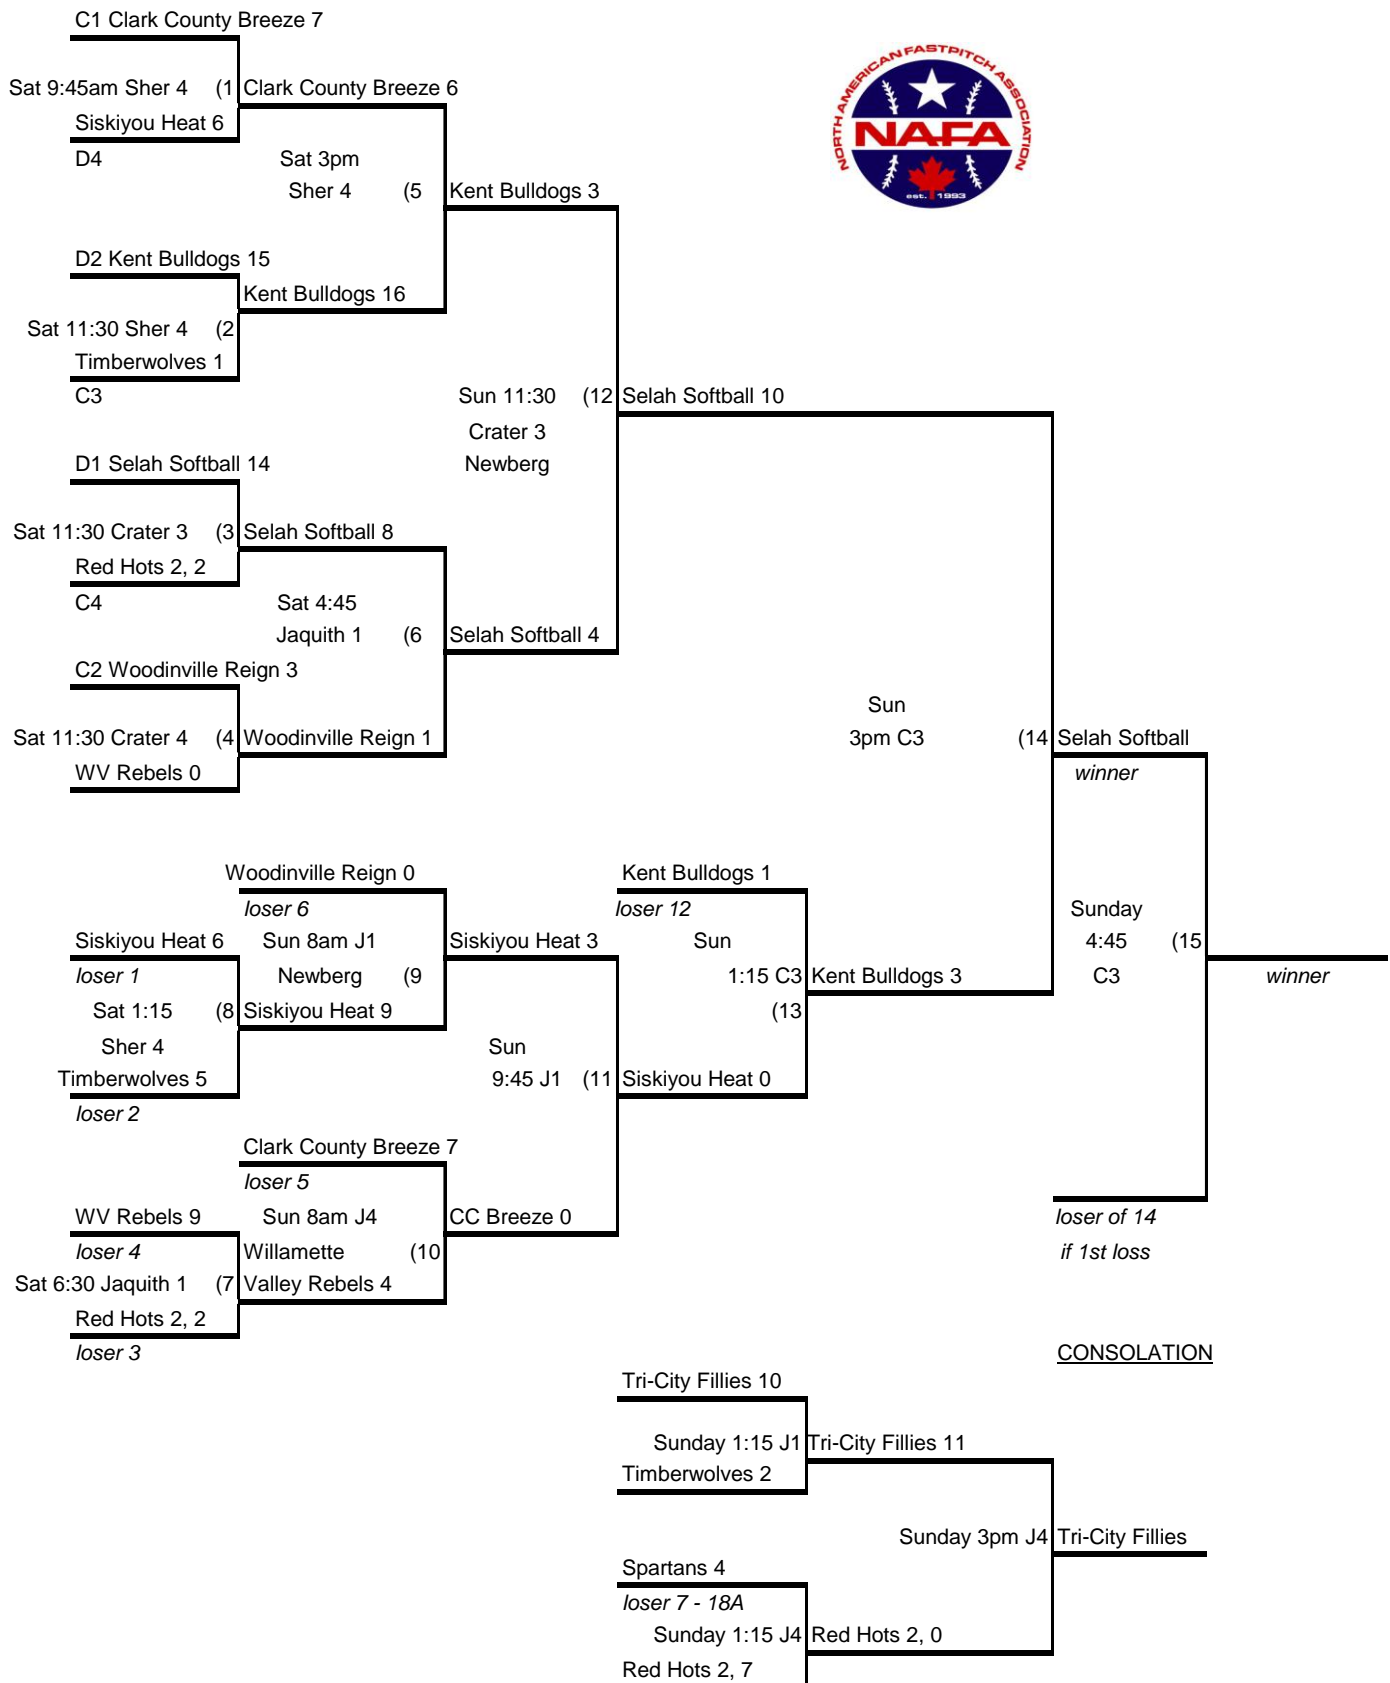 C1 Clark County Breeze 7
Sat 9:45am Sher 4 (1 Clark County Breeze 6
Siskiyou Heat 6
D4
Sat 3pm
Sher 4 (5 Kent Bulldogs 3
D2 Kent Bulldogs 15
Kent Bulldogs 16
Sat 11:30 Sher 4 (2
Timberwolves 1
C3
Sun 11:30 (12 Selah Softball 10
Crater 3
Newberg
D1 Selah Softball 14
Sat 11:30 Crater 3 (3 Selah Softball 8
Red Hots 2, 2
C4
Sat 4:45
Jaquith 1 (6 Selah Softball 4
C2 Woodinville Reign 3
Sat 11:30 Crater 4 (4 Woodinville Reign 1
WV Rebels 0
Sun
3pm C3 (14 Selah Softball
winner
NORTH AMERICAN FASTPITCH ASSOCIATION
NAFA
est. 1993
Woodinville Reign 0
loser 6
Kent Bulldogs 1
loser 12
Siskiyou Heat 6
loser 1
Sun 8am J1
Newberg (9
Siskiyou Heat 3
Sun
1:15 C3 Kent Bulldogs 3
(13
Sunday
4:45 (15
C3
winner
Sat 1:15 (8 Siskiyou Heat 9
Sher 4
Timberwolves 5
loser 2
Sun
9:45 J1 (11 Siskiyou Heat 0
Clark County Breeze 7
loser 5
WV Rebels 9
loser 4
Sun 8am J4
Willamette (10
CC Breeze 0
Sat 6:30 Jaquith 1 (7 Valley Rebels 4
Red Hots 2, 2
loser 3
loser of 14
if 1st loss
CONSOLATION
Tri-City Fillies 10
Sunday 1:15 J1 Tri-City Fillies 11
Timberwolves 2
Sunday 3pm J4 Tri-City Fillies
Spartans 4
loser 7 - 18A
Sunday 1:15 J4 Red Hots 2, 0
Red Hots 2, 7